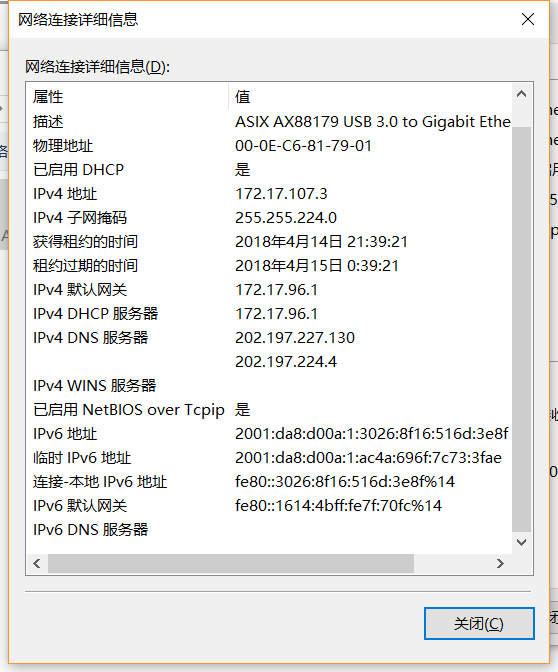 网络连接详细信息
网络连接详细信息(D):
属性 值
描述 ASIX AX88179 USB 3.0 to Gigabit Ethe
物理地址 00-0E-C6-81-79-01
已启用 DHCP 是
IPv4 地址 172.17.107.3
IPv4 子网掩码 255.255.224.0
获得租约的时间 2018年4月14日 21:39:21
租约过期的时间 2018年4月15日 0:39:21
IPv4 默认网关 172.17.96.1
IPv4 DHCP 服务器 172.17.96.1
IPv4 DNS 服务器 202.197.227.130
202.197.224.4
IPv4 WINS 服务器
已启用 NetBIOS over Tcpip 是
IPv6 地址 2001:da8:d00a:1:3026:8f16:516d:3e8f
临时 IPv6 地址 2001:da8:d00a:1:ac4a:696f:7c73:3fae
连接-本地 IPv6 地址 fe80::3026:8f16:516d:3e8f%14
IPv6 默认网关 fe80::1614:4bff:fe7f:70fc%14
IPv6 DNS 服务器
关闭(C)